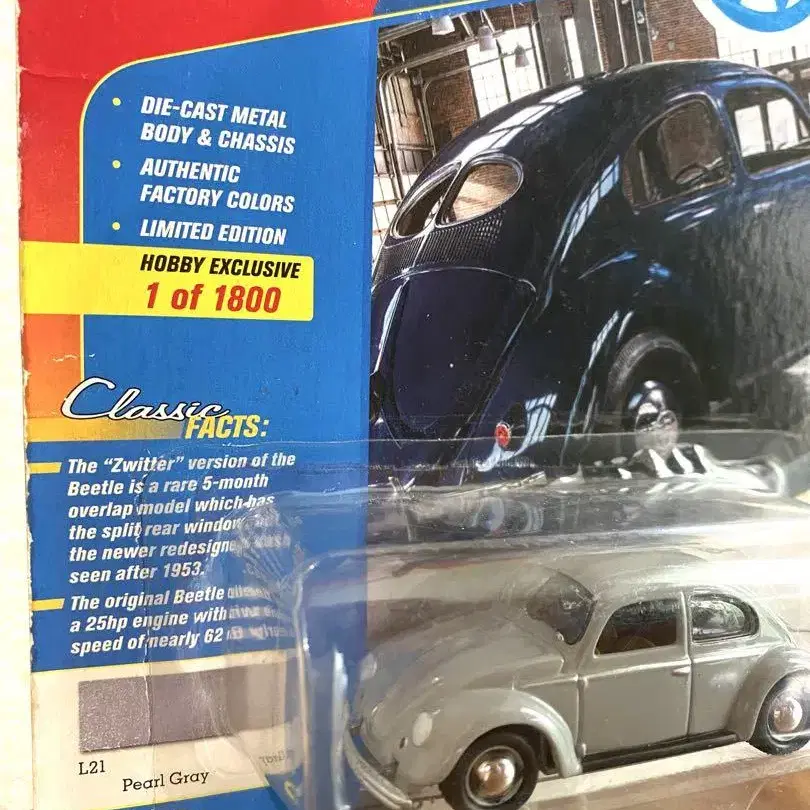 • DIE-CAST METAL
BODY & CHASSIS
• AUTHENTIC
FACTORY COLORS
• LIMITED EDITION
HOBBY EXCLUSIVE
1 of 1800
Classic
FACTS:
The "Zwitter" version of the
Beetle is a rare 5-month
overlap model which has
the split rear window
the newer redesigne
seen after 1953.
The original Beetle
a 25hp engine with
speed of nearly 62
L21
Pearl Gray